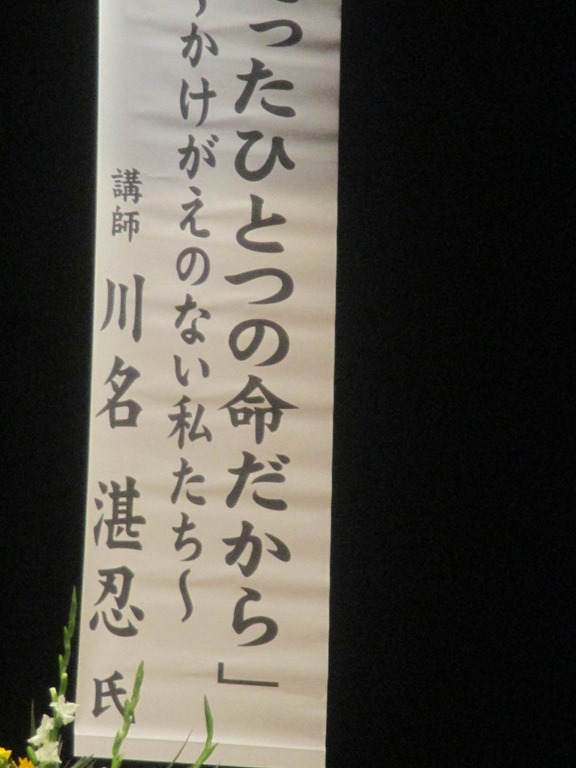 ったひとつの命だから」
〜かけがえのない私たち〜
講師 川名 湛忍 氏